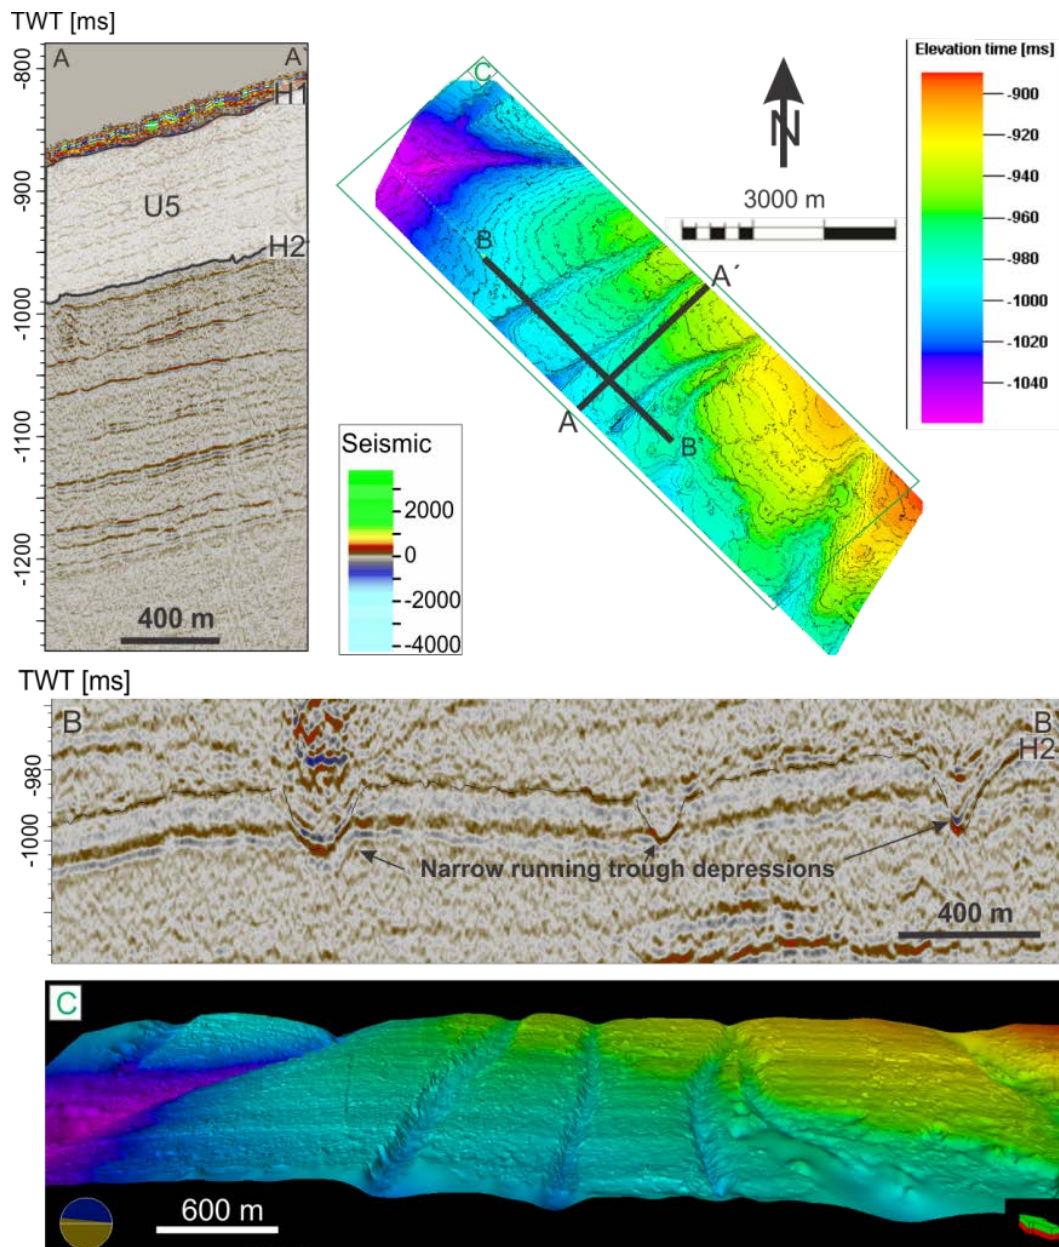 TWT [ms]
A
A`
H1
U5
H2
-800
-900
-1000
-1100
-1200
400 m
C
N
3000 m
B
A´
A
B`
Elevation time [ms]
-900
-920
-940
-960
-980
-1000
-1020
-1040
Seismic
2000
0
-2000
-4000
TWT [ms]
B
B`
H2
-980
-1000
Narrow running trough depressions
400 m
C
600 m